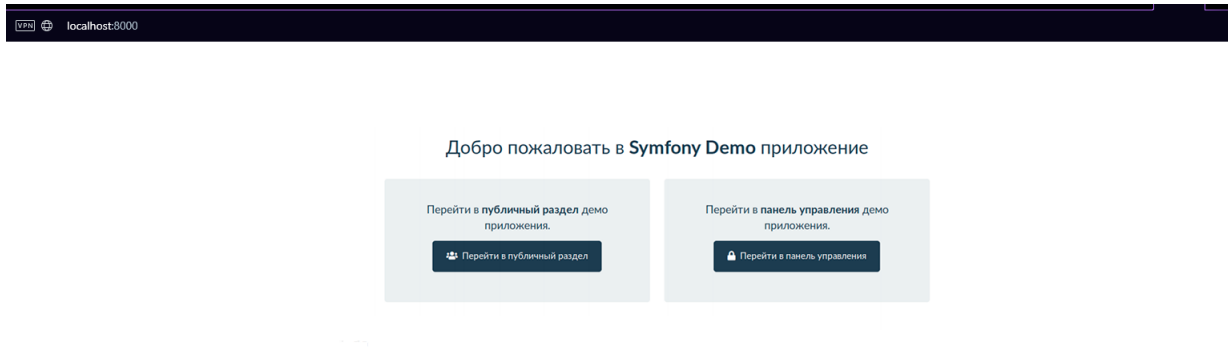 VPN localhost:8000
Добро пожаловать в Symfony Demo приложение
Перейти в публичный раздел демо
приложения.
Перейти в публичный раздел
Перейти в панель управления демо
приложения.
Перейти в панель управления